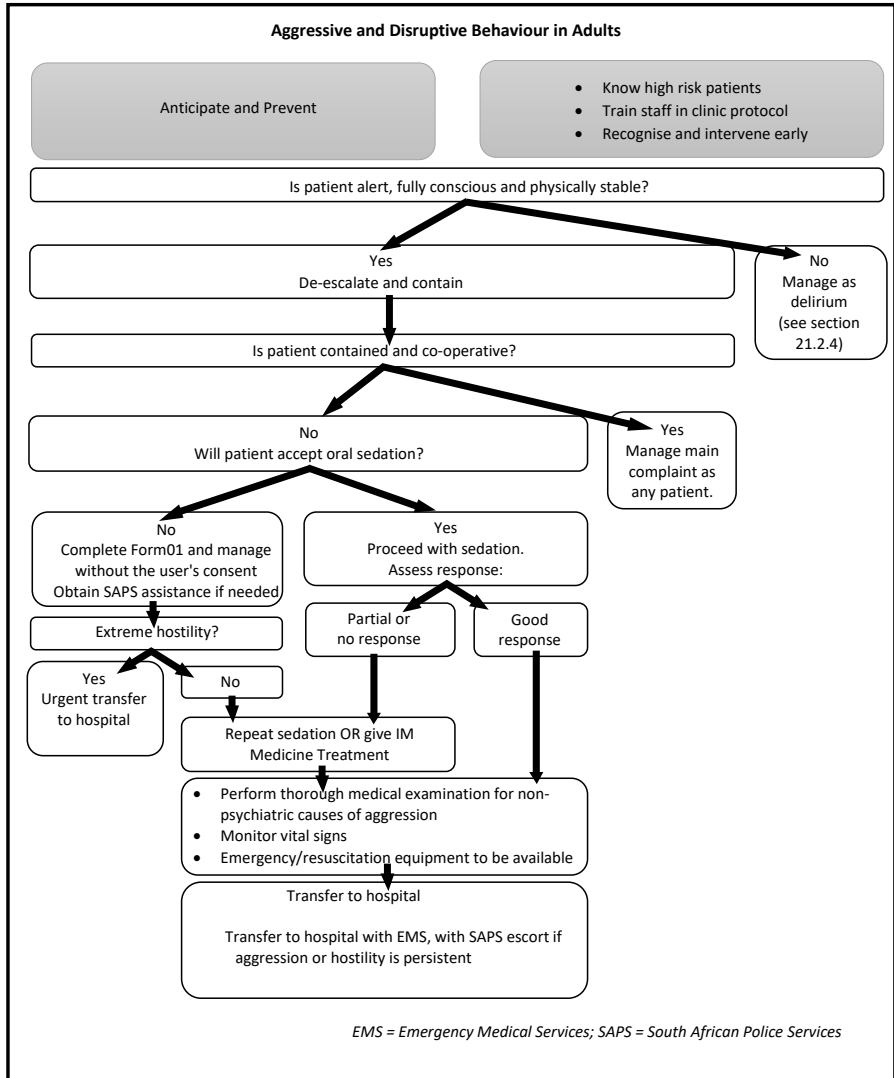 Aggressive and Disruptive Behaviour in Adults
Anticipate and Prevent
• Know high risk patients
• Train staff in clinic protocol
• Recognise and intervene early
Is patient alert, fully conscious and physically stable?
Yes
De-escalate and contain
No
Manage as
delirium
(see section
21.2.4)
Is patient contained and co-operative?
No
Will patient accept oral sedation?
Yes
Manage main
complaint as
any patient.
No
Complete Form01 and manage
without the user's consent
Obtain SAPS assistance if needed
Yes
Proceed with sedation.
Assess response:
Extreme hostility?
Partial or
no response
Good
response
Yes
Urgent transfer
to hospital
No
Repeat sedation OR give IM
Medicine Treatment
• Perform thorough medical examination for non-
psychiatric causes of aggression
• Monitor vital signs
• Emergency/resuscitation equipment to be available
Transfer to hospital
Transfer to hospital with EMS, with SAPS escort if
aggression or hostility is persistent
EMS = Emergency Medical Services; SAPS = South African Police Services